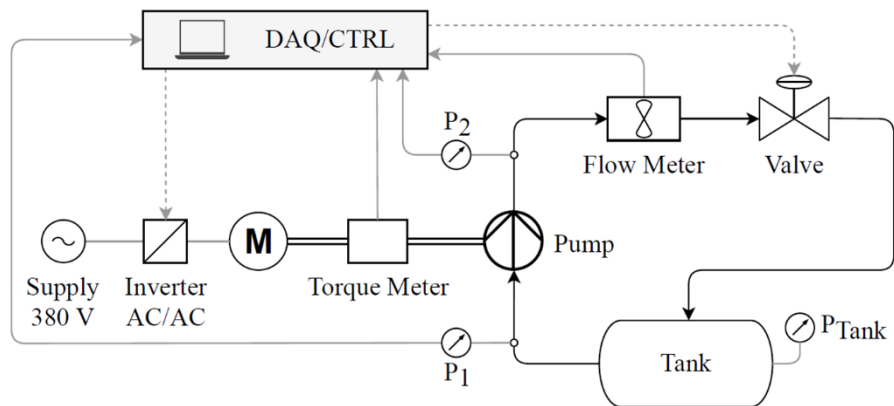 DAQ/CTRL
P2
Flow Meter
Valve
M
Pump
Supply
380 V
Inverter
AC/AC
Torque Meter
P1
Tank
PTank